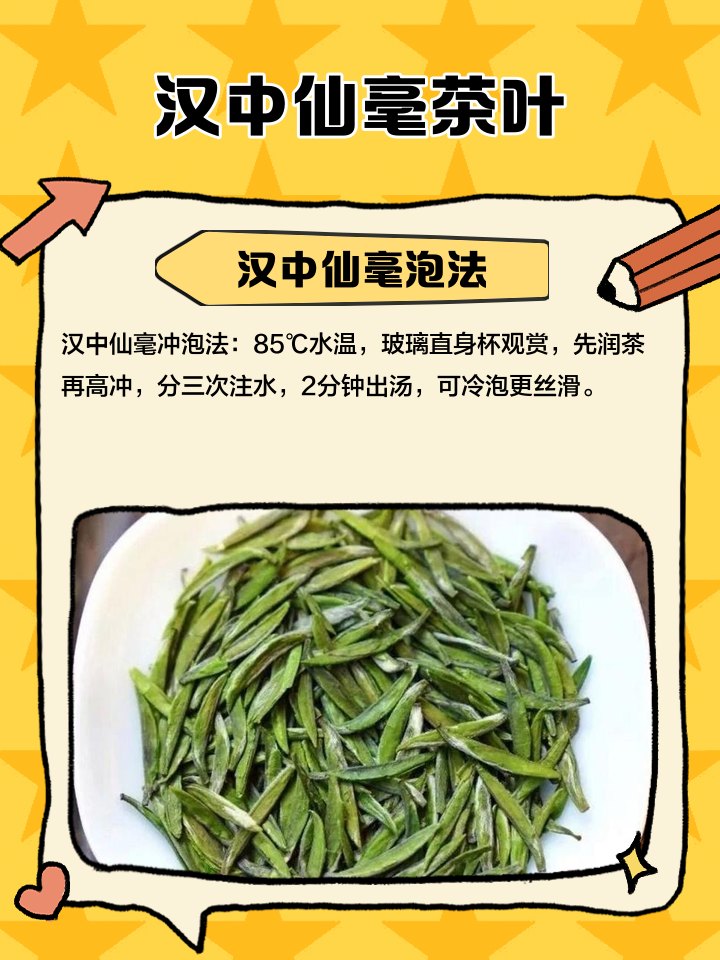 汉中仙毫茶叶
汉中仙毫泡法
汉中仙毫冲泡法：85℃水温，玻璃直身杯观赏，先润茶
再高冲，分三次注水，2分钟出汤，可冷泡更丝滑。